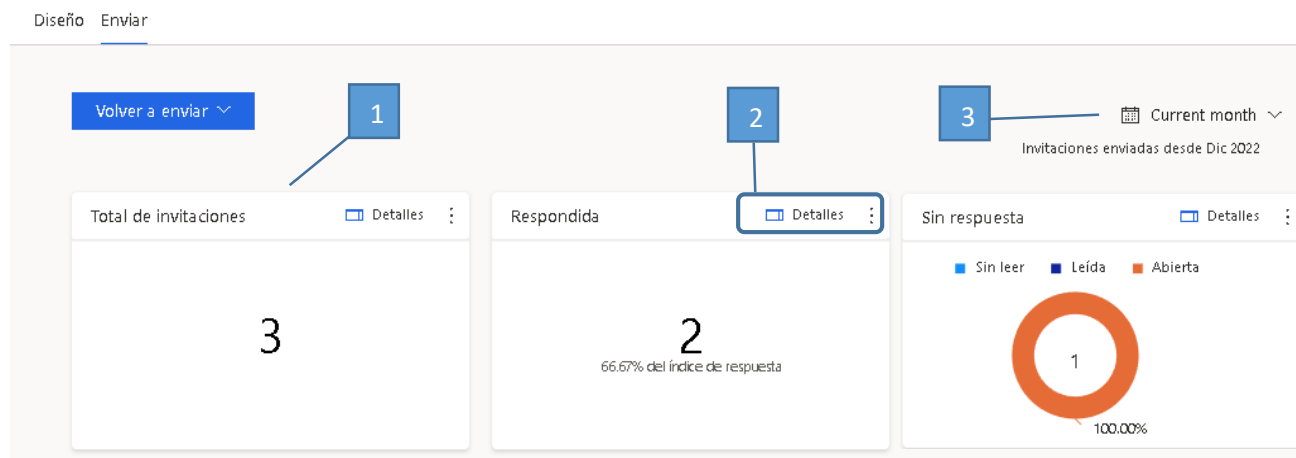 Diseño Enviar
Volver a enviar
1
2
3
Current month
Invitaciones enviadas desde Dic 2022
Total de invitaciones
Detalles
Respondida
Detalles
Sin respuesta
Detalles
3
2
66.67% del índice de respuesta
Sin leer
Leída
Abierta
1
100.00%